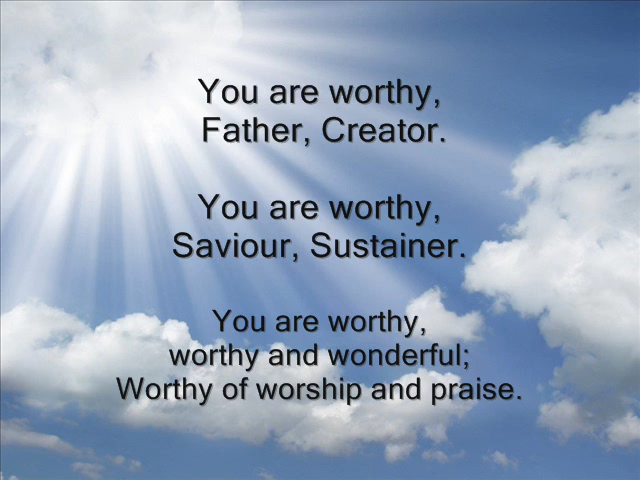 You are worthy,
Father, Creator.
You are worthy,
Saviour, Sustainer.
You are worthy,
worthy and wonderful;
Worthy of worship and praise.